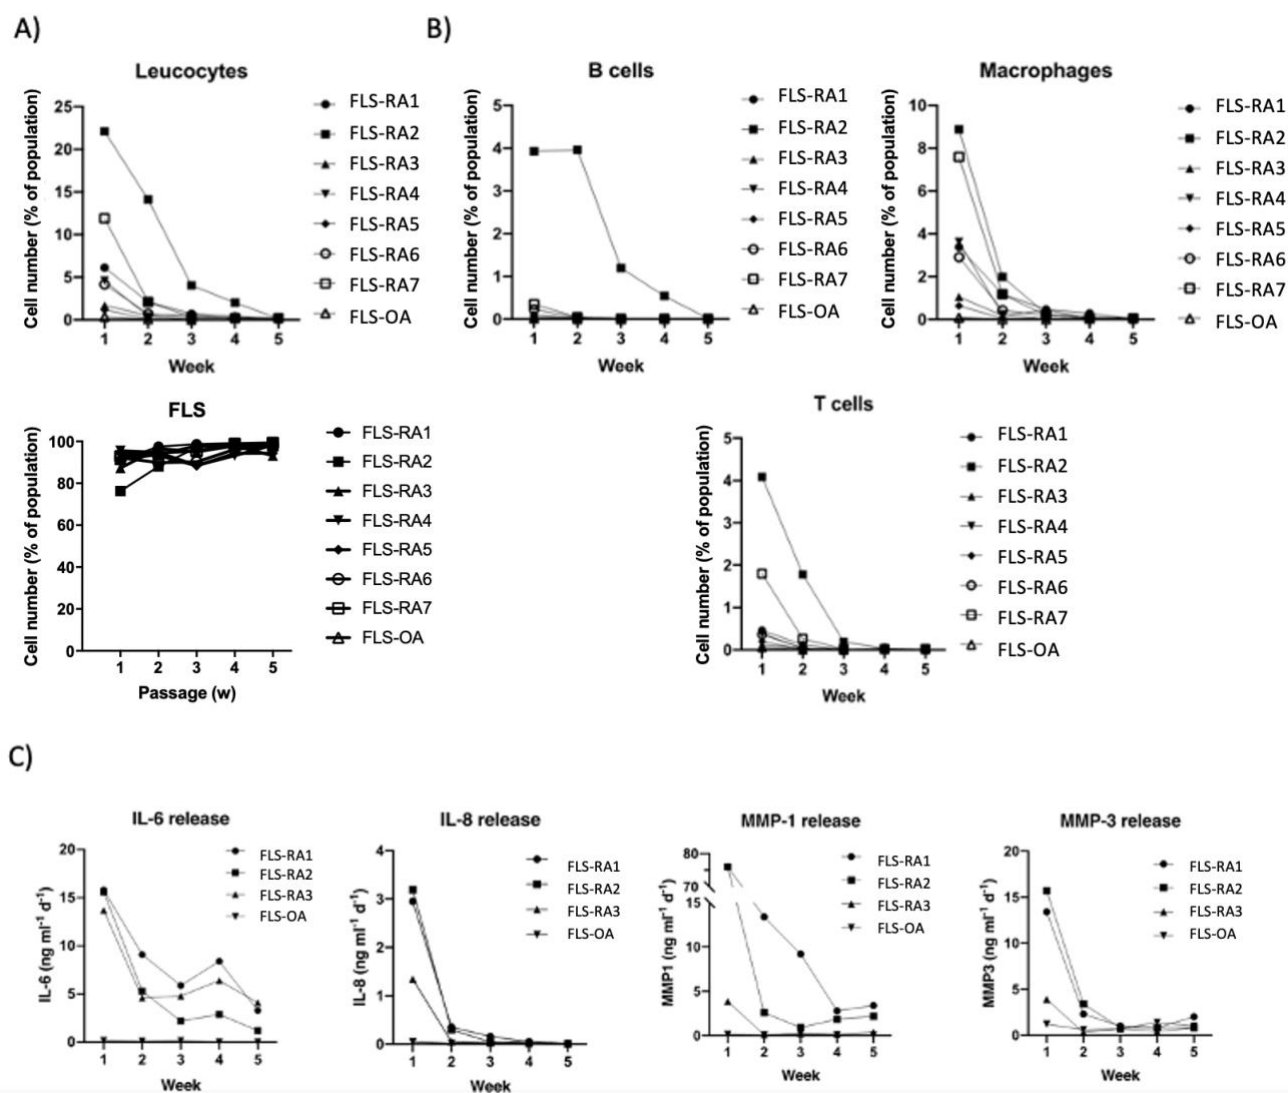 A)
Leucocytes
Cell number (% of population)
25
20
15
10
5
0
1 2 3 4 5
Week
FLS-RA1
FLS-RA2
FLS-RA3
FLS-RA4
FLS-RA5
FLS-RA6
FLS-RA7
FLS-OA
FLS
Cell number (% of population)
100
80
60
40
20
0
1 2 3 4 5
Passage (w)
FLS-RA1
FLS-RA2
FLS-RA3
FLS-RA4
FLS-RA5
FLS-RA6
FLS-RA7
FLS-OA
B)
B cells
Cell number (% of population)
5
4
3
2
1
0
1 2 3 4 5
Week
FLS-RA1
FLS-RA2
FLS-RA3
FLS-RA4
FLS-RA5
FLS-RA6
FLS-RA7
FLS-OA
Macrophages
Cell number (% of population)
10
8
6
4
2
0
1 2 3 4 5
Week
FLS-RA1
FLS-RA2
FLS-RA3
FLS-RA4
FLS-RA5
FLS-RA6
FLS-RA7
FLS-OA
T cells
Cell number (% of population)
5
4
3
2
1
0
1 2 3 4 5
Week
FLS-RA1
FLS-RA2
FLS-RA3
FLS-RA4
FLS-RA5
FLS-RA6
FLS-RA7
FLS-OA
C)
IL-6 release
IL-6 (ng ml⁻¹ d⁻¹)
20
15
10
5
0
1 2 3 4 5
Week
FLS-RA1
FLS-RA2
FLS-RA3
FLS-OA
IL-8 release
IL-8 (ng ml⁻¹ d⁻¹)
4
3
2
1
0
1 2 3 4 5
Week
FLS-RA1
FLS-RA2
FLS-RA3
FLS-OA
MMP-1 release
MMP1 (ng ml⁻¹ d⁻¹)
80
70
15
10
5
0
1 2 3 4 5
Week
FLS-RA1
FLS-RA2
FLS-RA3
FLS-OA
MMP-3 release
MMP3 (ng ml⁻¹ d⁻¹)
20
15
10
5
0
1 2 3 4 5
Week
FLS-RA1
FLS-RA2
FLS-RA3
FLS-OA